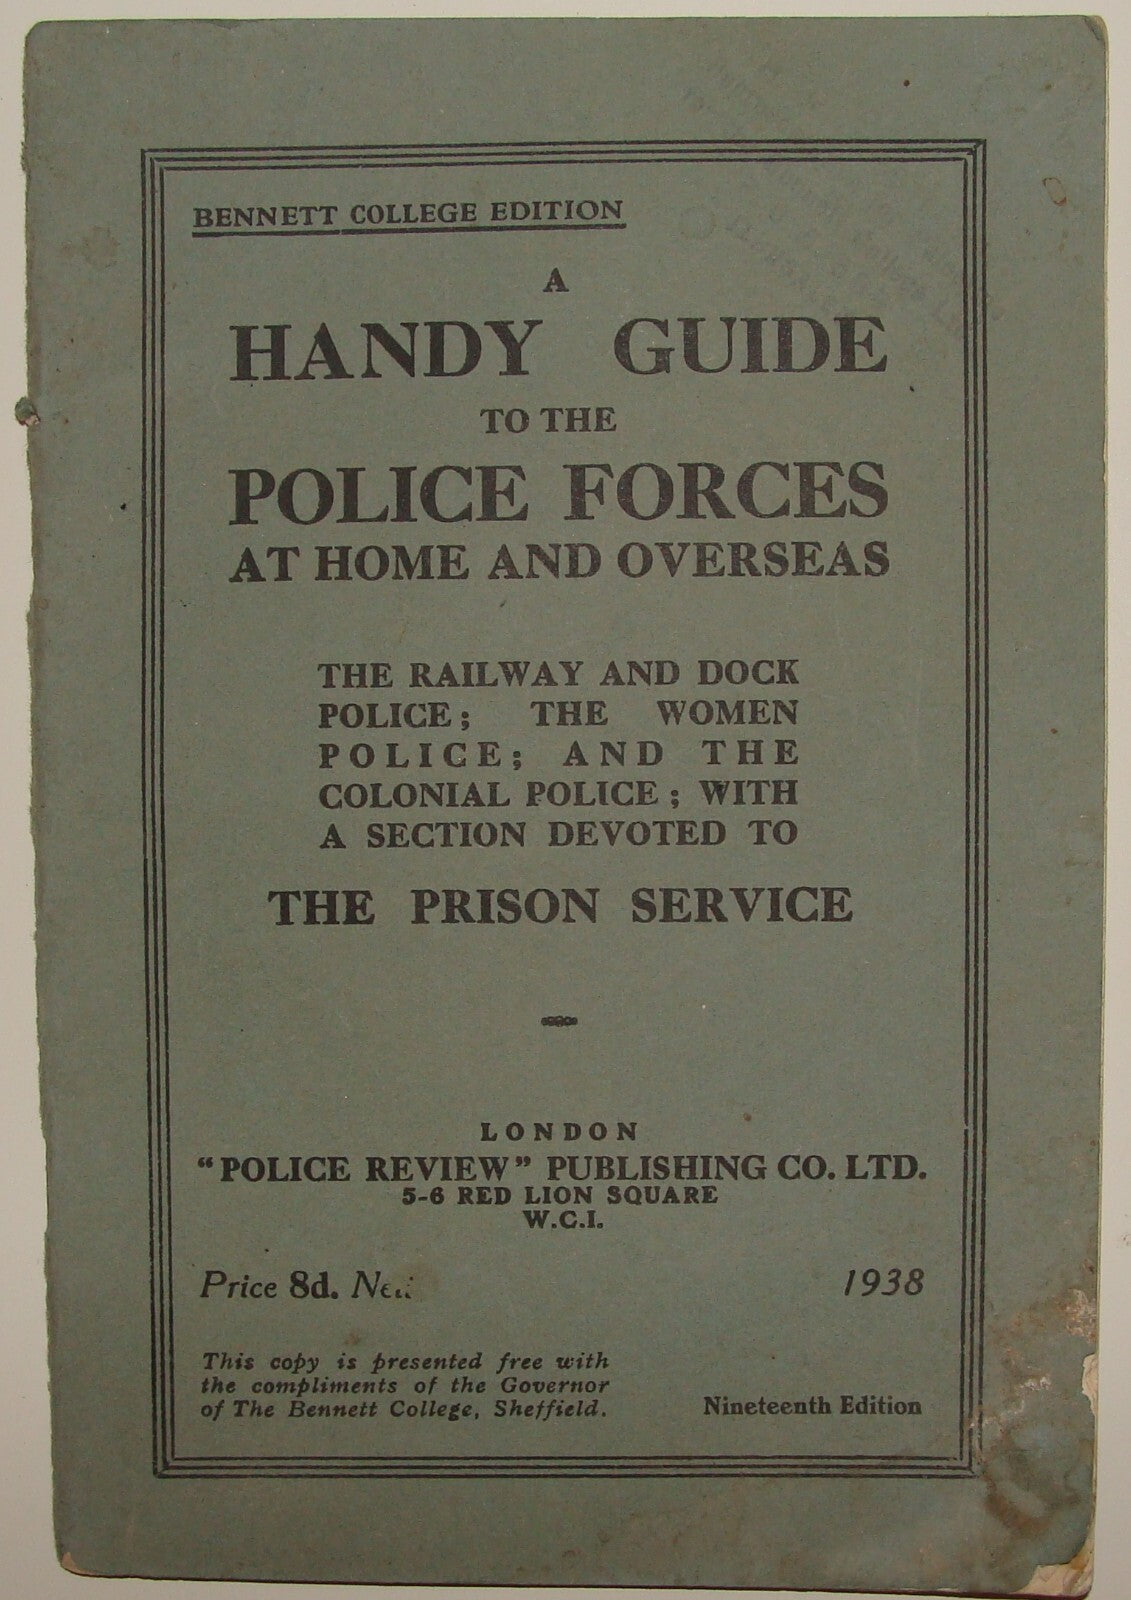 BENNETT COLLEGE EDITION
A
HANDY GUIDE
TO THE
POLICE FORCES
AT HOME AND OVERSEAS
THE RAILWAY AND DOCK
POLICE; THE WOMEN
POLICE; AND THE
COLONIAL POLICE; WITH
A SECTION DEVOTED TO
THE PRISON SERVICE
LONDON
"POLICE REVIEW" PUBLISHING CO. LTD.
5-6 RED LION SQUARE
W.C.I.
Price 8d. 1938
This copy is presented free with
the compliments of the Governor
of The Bennett College, Sheffield. Nineteenth Edition